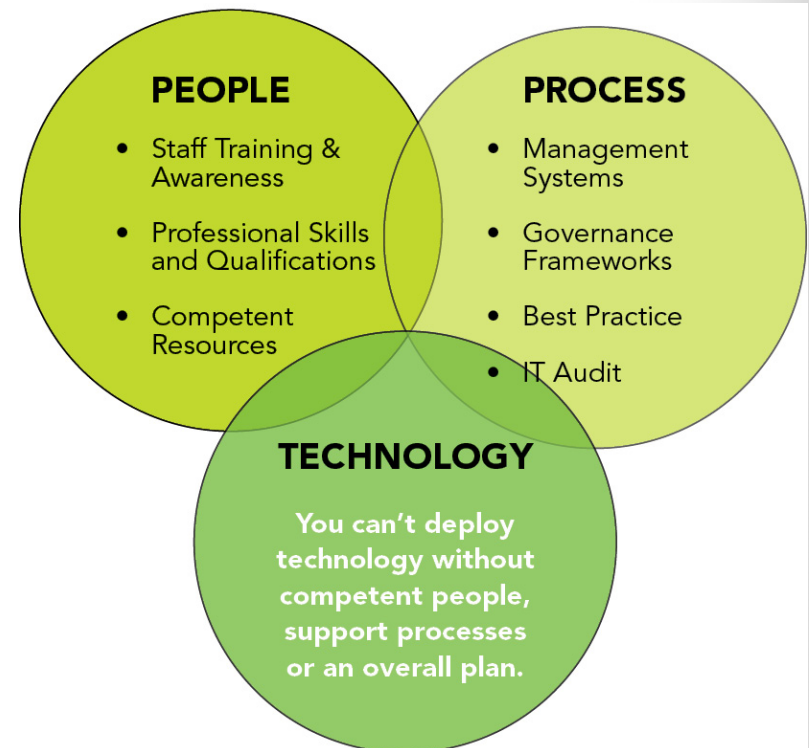 PEOPLE
• Staff Training &
Awareness
• Professional Skills
and Qualifications
• Competent
Resources
PROCESS
• Management
Systems
• Governance
Frameworks
• Best Practice
• IT Audit
TECHNOLOGY
You can’t deploy
technology without
competent people,
support processes
or an overall plan.